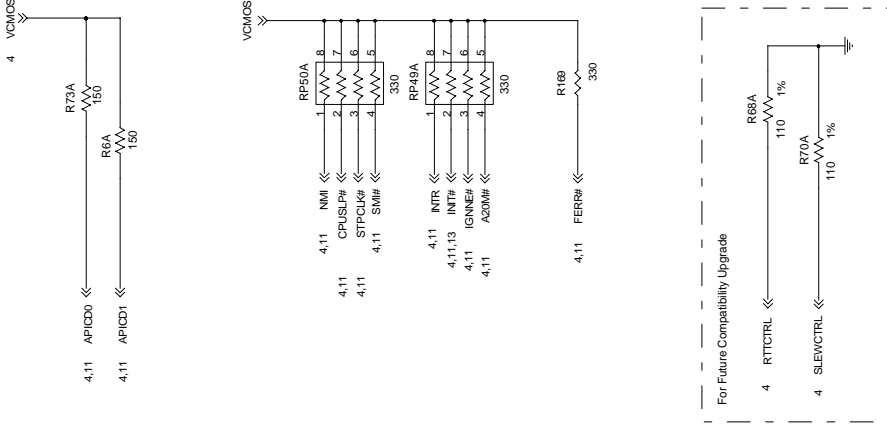 4 VCMOS
R73A
150
R6A
150
4,11 APICD0
4,11 APICD1
VCMOS
RP50A
8 7 6 5
330
1 2 3 4
4,11 NMI
4,11 CPUSLP#
4,11 STPCLK#
4,11 SMI#
RP49A
8 7 6 5
330
1 2 3 4
4,11 INTR
4,11,13 INIT#
4,11 IGNNE#
4,11 A20M#
R169
330
4,11 FERR#
R68A
1%
110
R70A
1%
110
For Future Compatibility Upgrade
4 RTTCTRL
4 SLEWCTRL